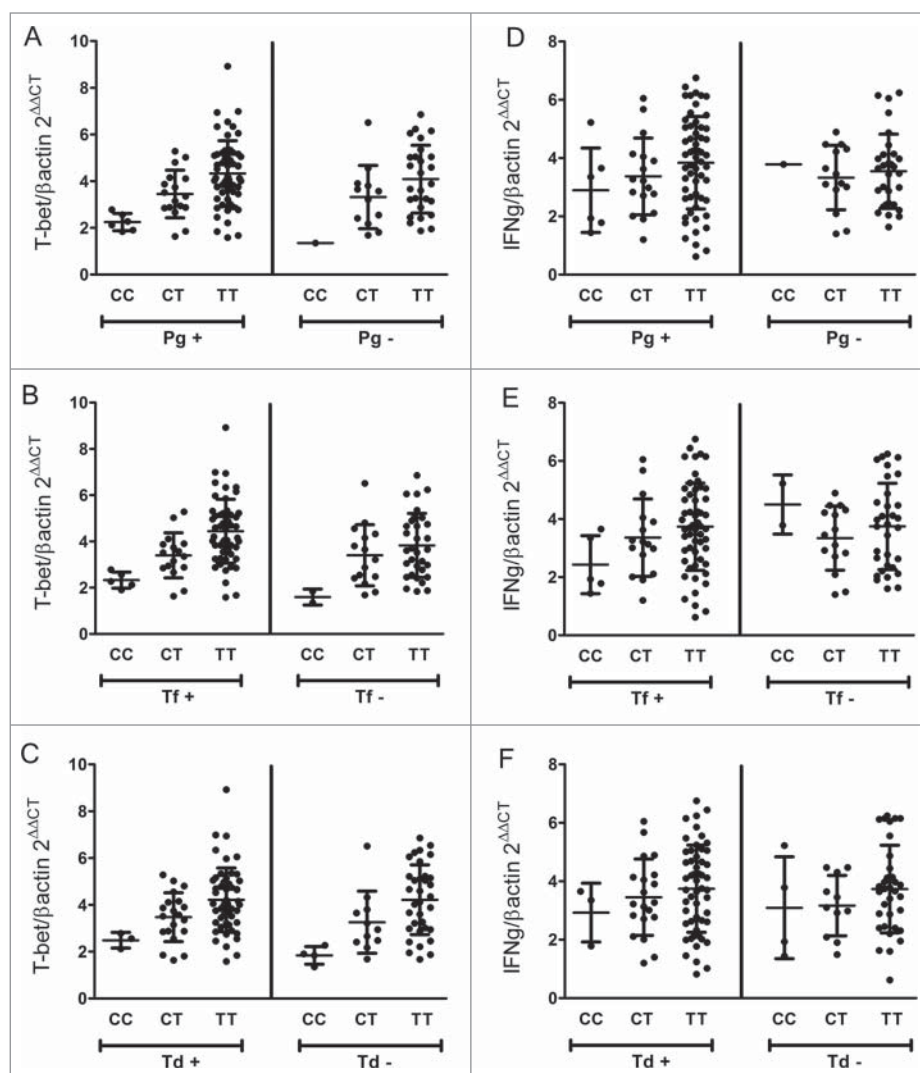 A
T-bet/βactin 2^ΔΔCT
10
8
6
4
2
0
CC CT TT CC CT TT
Pg + Pg -
D
IFNg/βactin 2^ΔΔCT
8
6
4
2
0
CC CT TT CC CT TT
Pg + Pg -
B
T-bet/βactin 2^ΔΔCT
10
8
6
4
2
0
CC CT TT CC CT TT
Tf + Tf -
E
IFNg/βactin 2^ΔΔCT
8
6
4
2
0
CC CT TT CC CT TT
Tf + Tf -
C
T-bet/βactin 2^ΔΔCT
10
8
6
4
2
0
CC CT TT CC CT TT
Td + Td -
F
IFNg/βactin 2^ΔΔCT
8
6
4
2
0
CC CT TT CC CT TT
Td + Td -